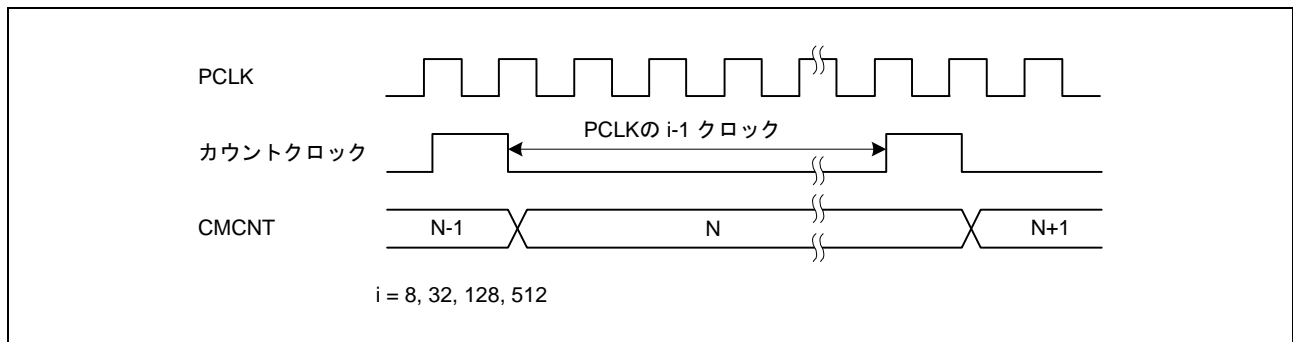 PCLK
PCLKの i-1 クロック
カウントクロック
CMCNT
N-1
N
N+1
i = 8, 32, 128, 512